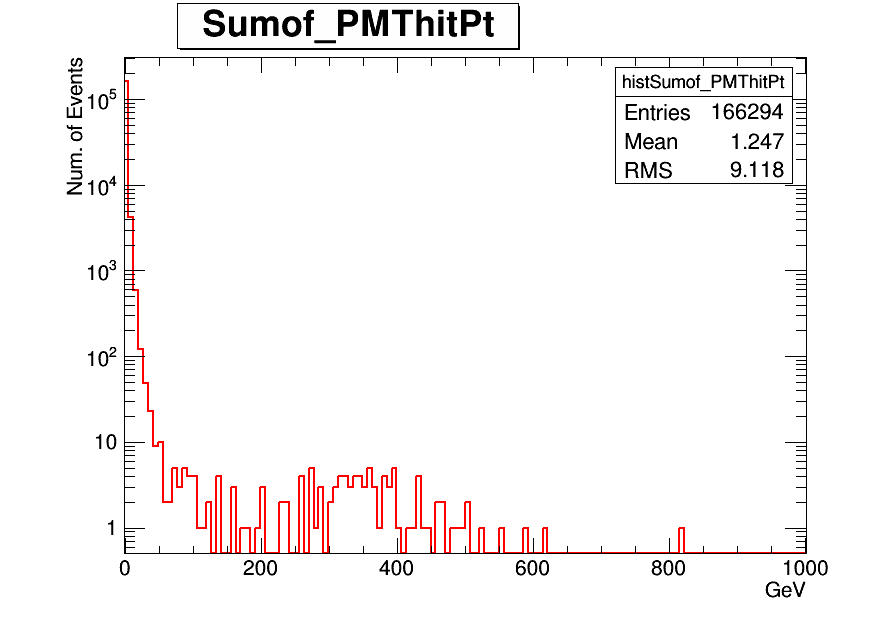 Sumof_PMThitPt
histSumof_PMThitPt
Entries 166294
Mean 1.247
RMS 9.118
Num. of Events
10^5
10^4
10^3
10^2
10
1
0 200 400 600 800 1000
GeV